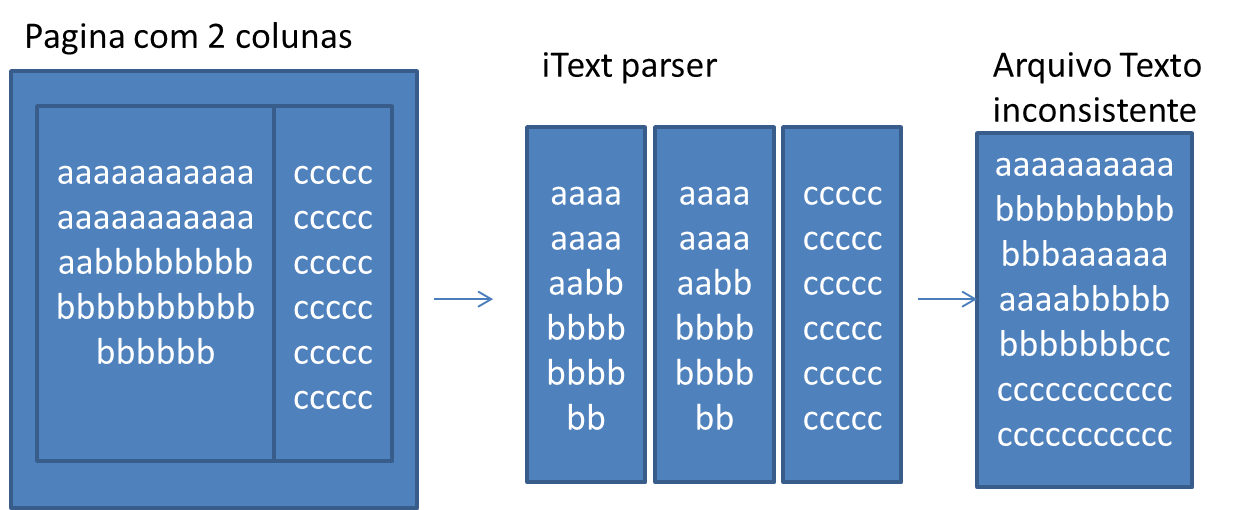 Pagina com 2 colunas
aaaaaaaaaaa
aaaaaaaaaaa
aabbbbbbbb
bbbbbbbbbb
bbbbbb
ccccc
ccccc
ccccc
ccccc
ccccc
ccccc
iText parser
aaaa
aaaa
aabb
bbbb
bbbb
bb
aaaa
aaaa
aabb
bbbb
bbbb
bb
ccccc
ccccc
ccccc
ccccc
ccccc
ccccc
Arquivo Texto
inconsistente
aaaaaaaaaa
bbbbbbbbb
bbbaaaaaa
aaaabbbbb
bbbbbbbcc
ccccccccccc
ccccccccccc